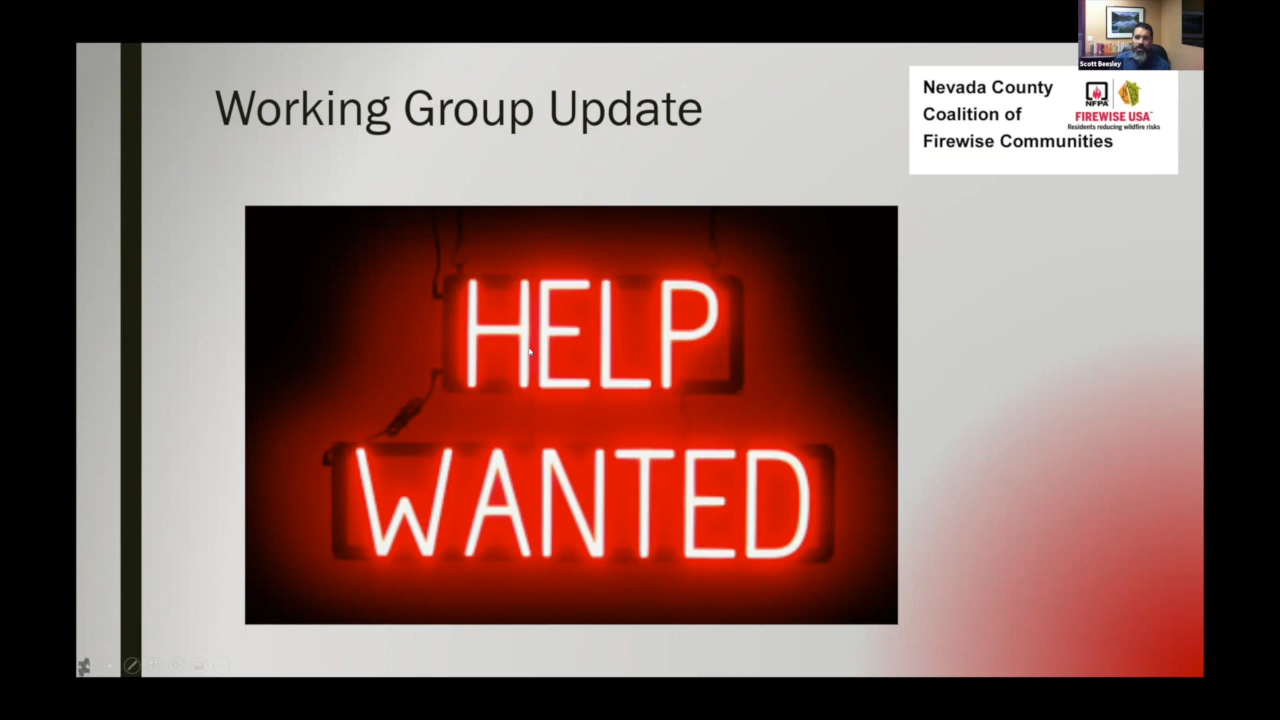 Scott Beesley
Working Group Update
Nevada County
Coalition of
Firewise Communities
NFPA
FIREWISE USA™
Residents reducing wildfire risks
HELP
WANTED